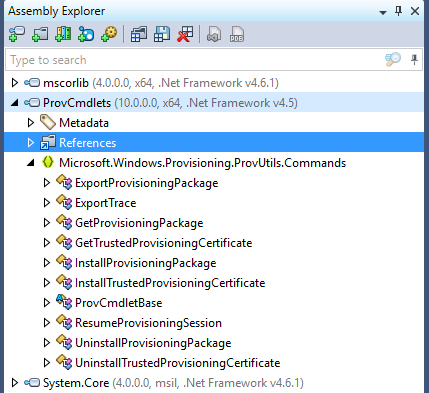 Assembly Explorer
Type to search
mscorlib (4.0.0.0, x64, .Net Framework v4.6.1)
ProvCmdlets (10.0.0.0, x64, .Net Framework v4.5)
Metadata
References
Microsoft.Windows.Provisioning.ProvUtils.Commands
ExportProvisioningPackage
ExportTrace
GetProvisioningPackage
GetTrustedProvisioningCertificate
InstallProvisioningPackage
InstallTrustedProvisioningCertificate
ProvCmdletBase
ResumeProvisioningSession
UninstallProvisioningPackage
UninstallTrustedProvisioningCertificate
System.Core (4.0.0.0, msil, .Net Framework v4.6.1)